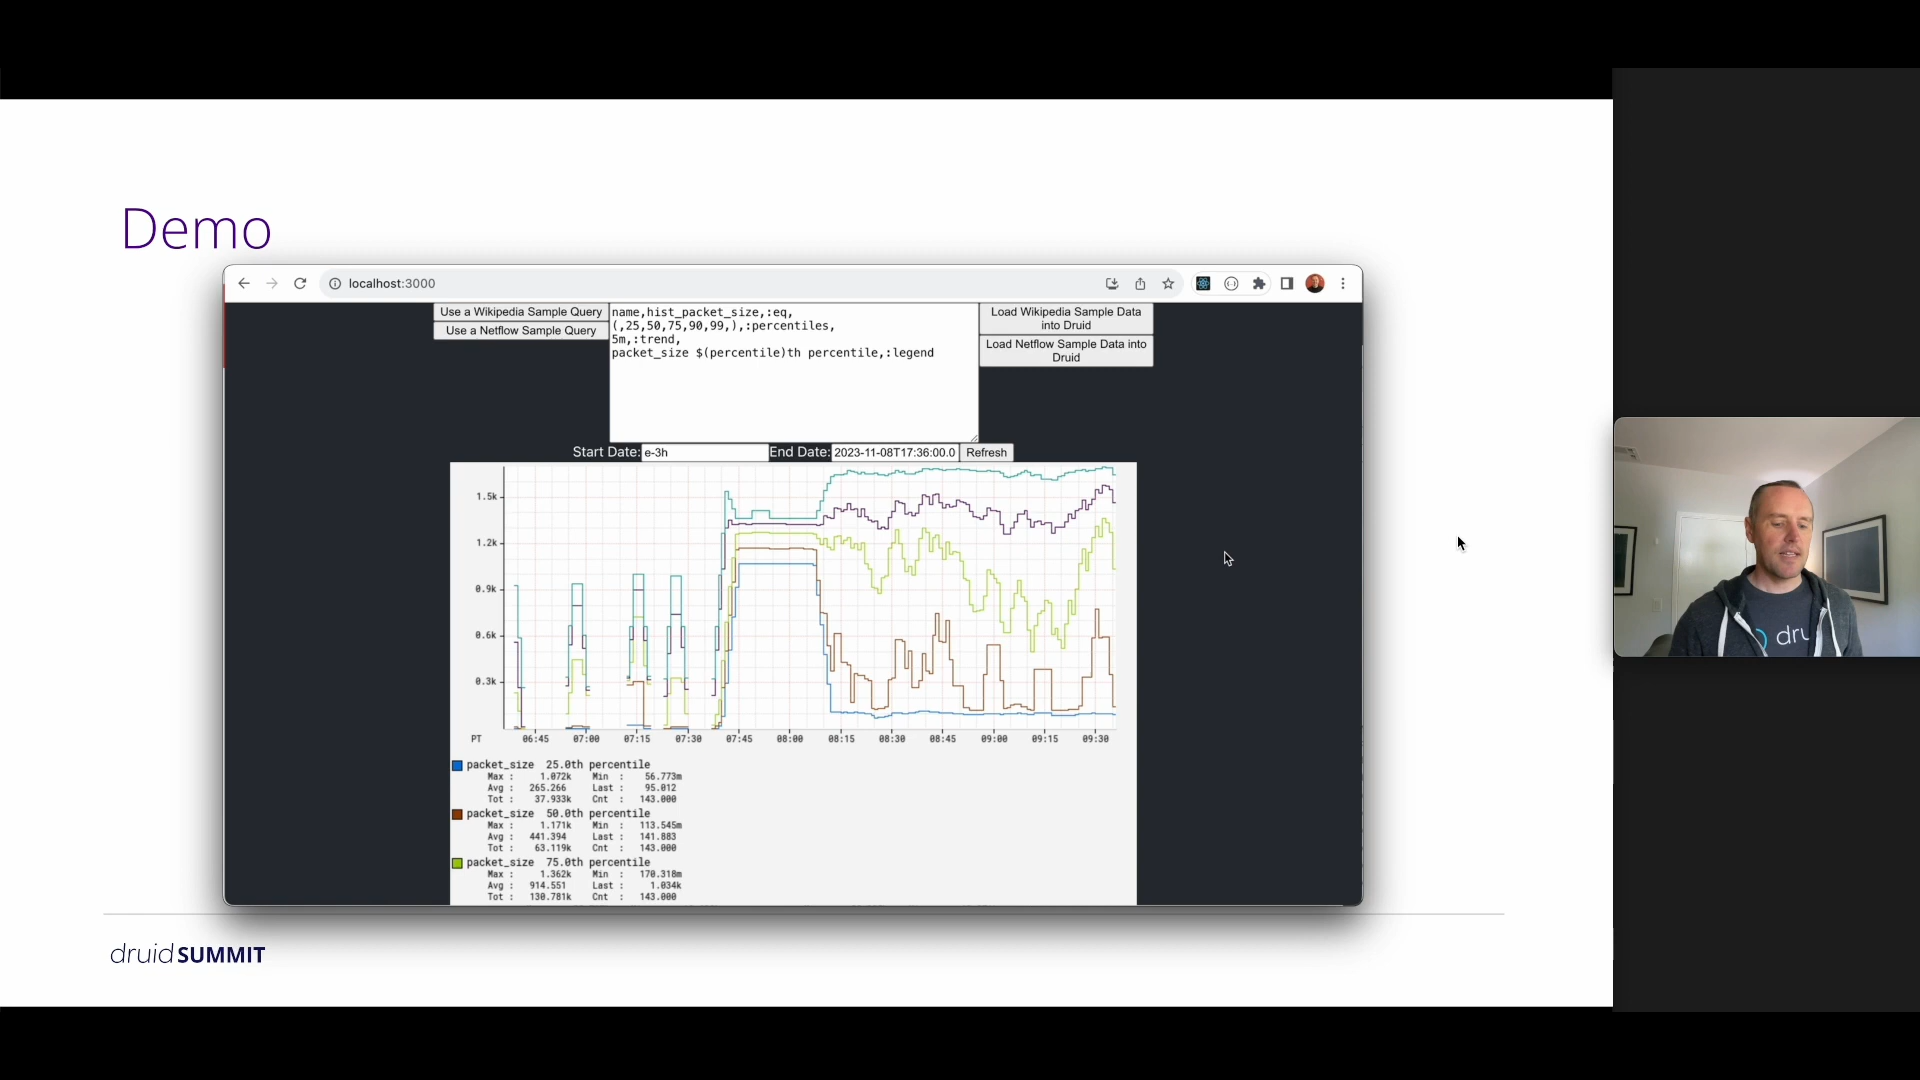 Demo
localhost:3000
Use a Wikipedia Sample Query
Use a Netflow Sample Query
name,hist_packet_size,:eq,
(,25,50,75,90,99,),:percentiles,
5m,:trend,
packet_size $(percentile)th percentile,:legend
Load Wikipedia Sample Data
into Druid
Load Netflow Sample Data into
Druid
Start Date: e-3h End Date: 2023-11-08T17:36:00.0 Refresh
1.5k
1.2k
0.9k
0.6k
0.3k
PT 06:45 07:00 07:15 07:30 07:45 08:00 08:15 08:30 08:45 09:00 09:15 09:30
packet_size 25.0th percentile
Max : 1.072k Min : 56.773m
Avg : 265.266 Last : 95.012
Tot : 37.933k Cnt : 143.000
packet_size 50.0th percentile
Max : 1.171k Min : 113.545m
Avg : 441.394 Last : 141.883
Tot : 63.119k Cnt : 143.000
packet_size 75.0th percentile
Max : 1.362k Min : 170.318m
Avg : 914.551 Last : 1.034k
Tot : 130.781k Cnt : 143.000
dru
druid SUMMIT